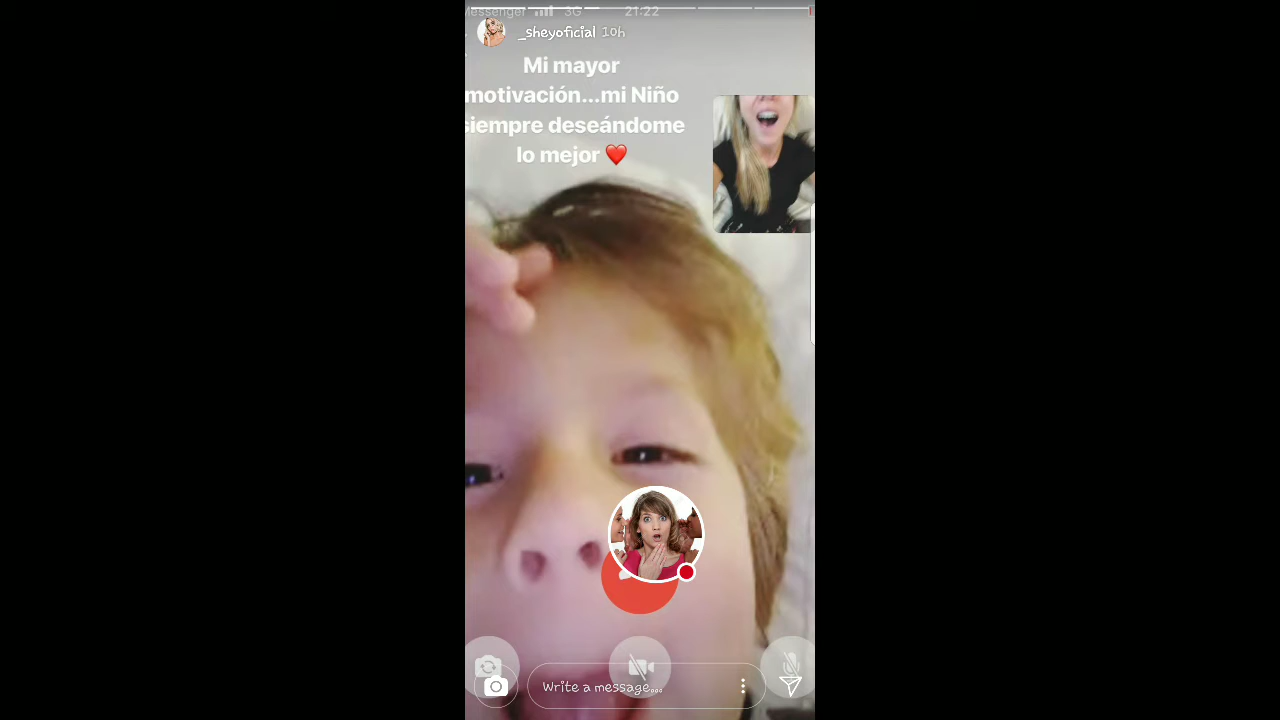 Messenger 3G 21:22
_sheyoficial 10h
Mi mayor
motivación...mi Niño
siempre deseándome
lo mejor ❤️
Write a message...